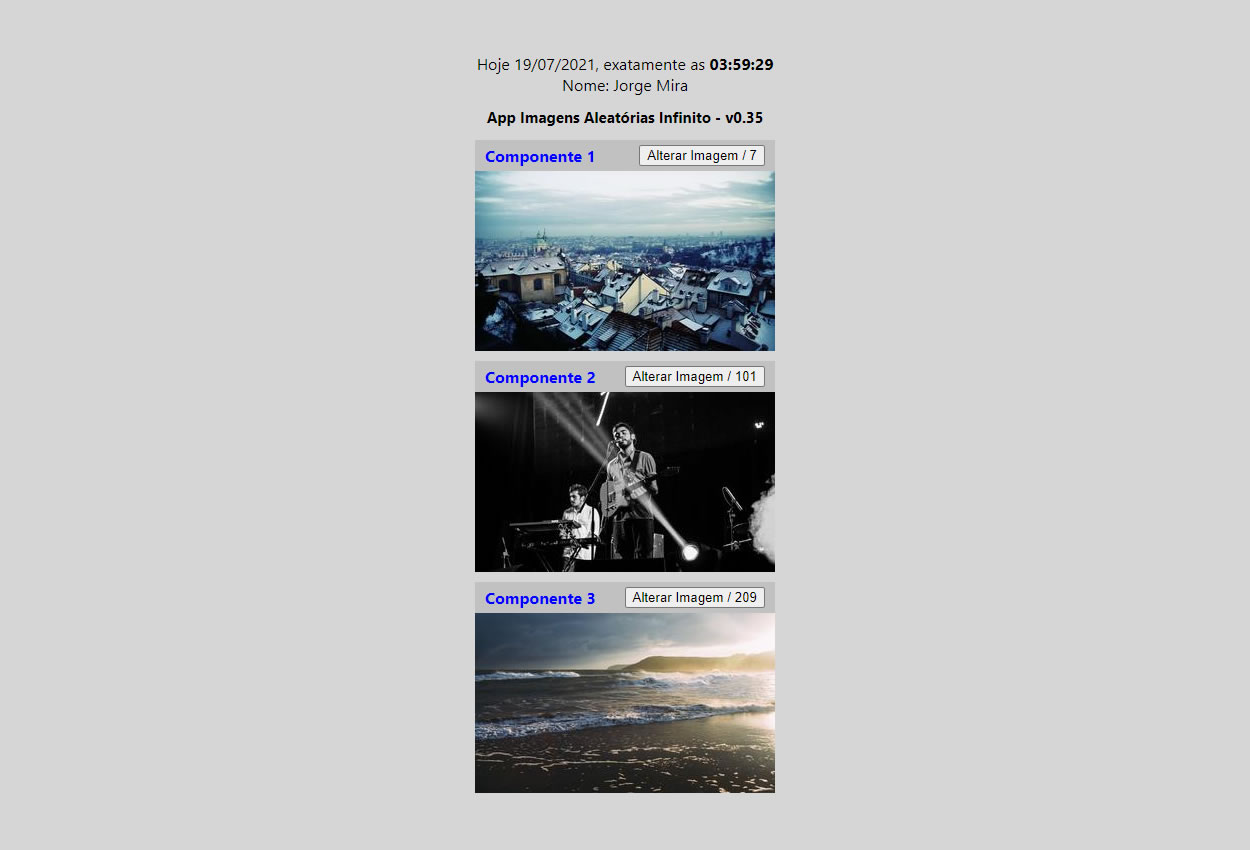 Hoje 19/07/2021, exatamente as 03:59:29
Nome: Jorge Mira
App Imagens Aleatórias Infinito - v0.35
Componente 1 Alterar Imagem / 7
Componente 2 Alterar Imagem / 101
Componente 3 Alterar Imagem / 209